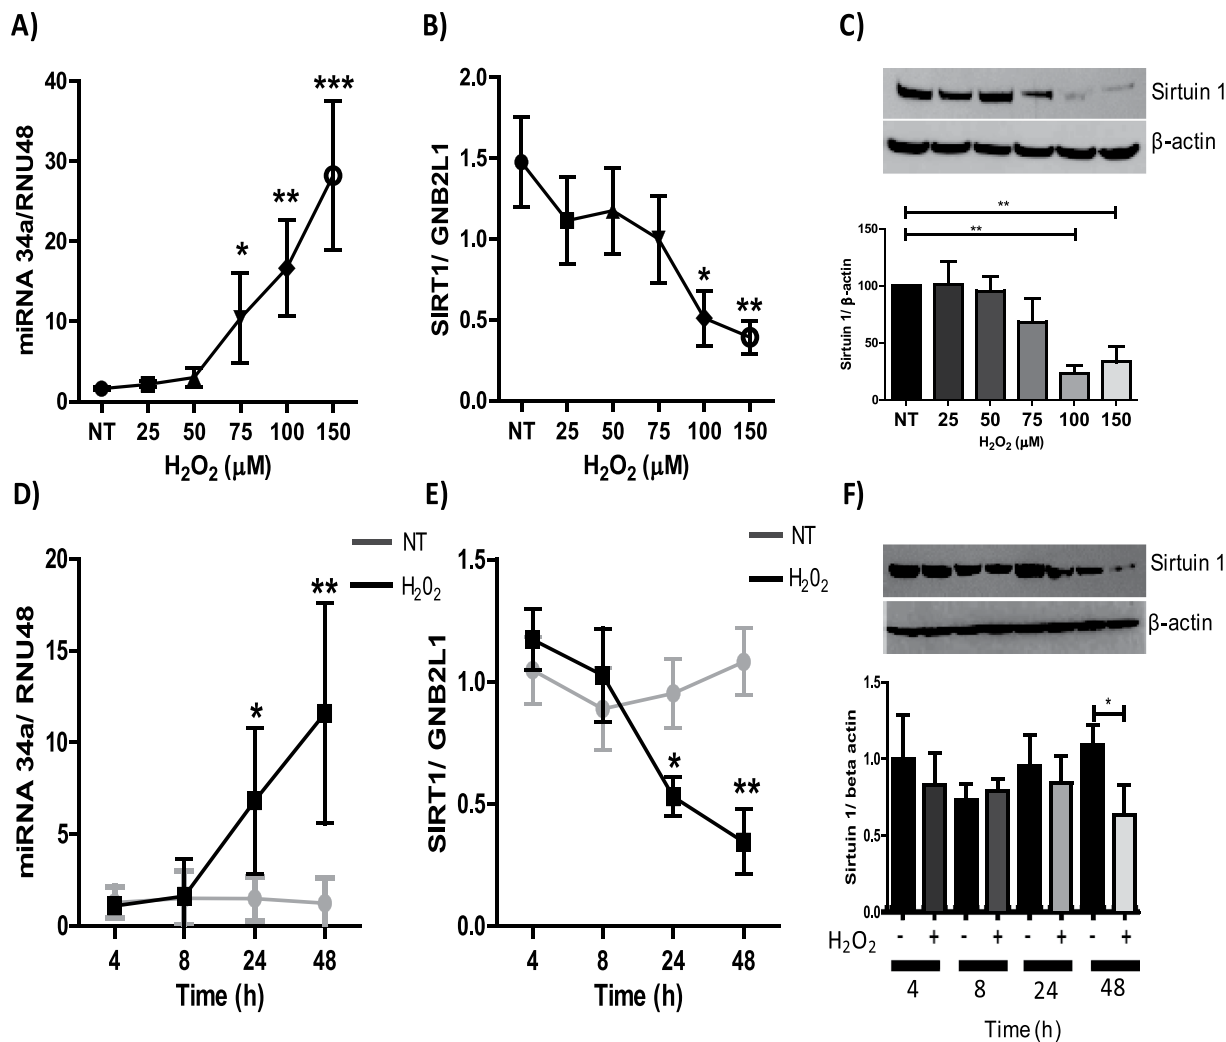 A)
miRNA 34a/RNU48
40
30
20
10
0
*
**
***
NT 25 50 75 100 150
H₂O₂ (μM)
B)
SIRT1/ GNB2L1
2.0
1.5
1.0
0.5
0.0
*
**
NT 25 50 75 100 150
H₂O₂ (μM)
C)
Sirtuin 1
β-actin
**
**
Sirtuin 1/ β-actin
150
100
50
0
NT 25 50 75 100 150
H₂O₂ (μM)
D)
NT
H₂0₂
miRNA 34a/ RNU48
20
15
10
5
0
*
**
4 8 24 48
Time (h)
E)
NT
H₂0₂
SIRT1/ GNB2L1
1.5
1.0
0.5
0.0
*
**
4 8 24 48
Time (h)
F)
Sirtuin 1
β-actin
Sirtuin 1/ beta actin
1.5
1.0
0.5
0.0
*
H₂O₂ - + - + - + - +
4 8 24 48
Time (h)